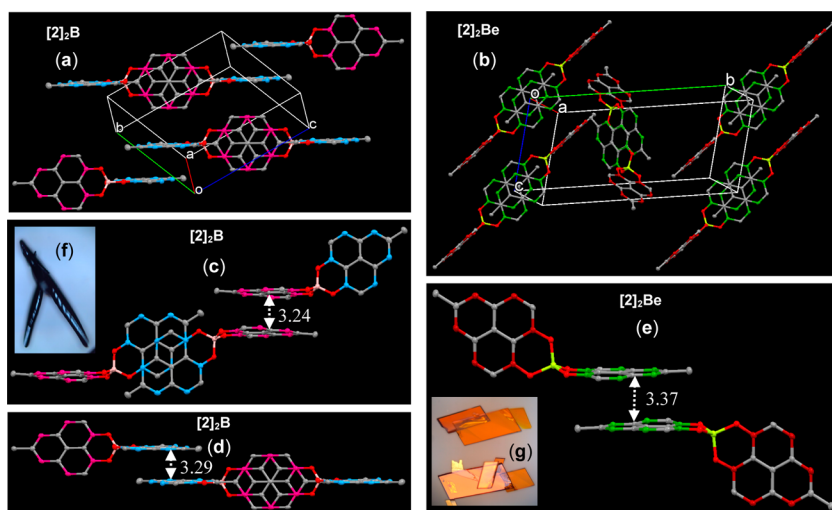 [2]₂B
(a)
b
a
c
o
[2]₂Be
(b)
b
o
a
c
[2]₂B
(f)
(c)
3.24
[2]₂B
(d)
3.29
[2]₂Be
(e)
3.37
(g)